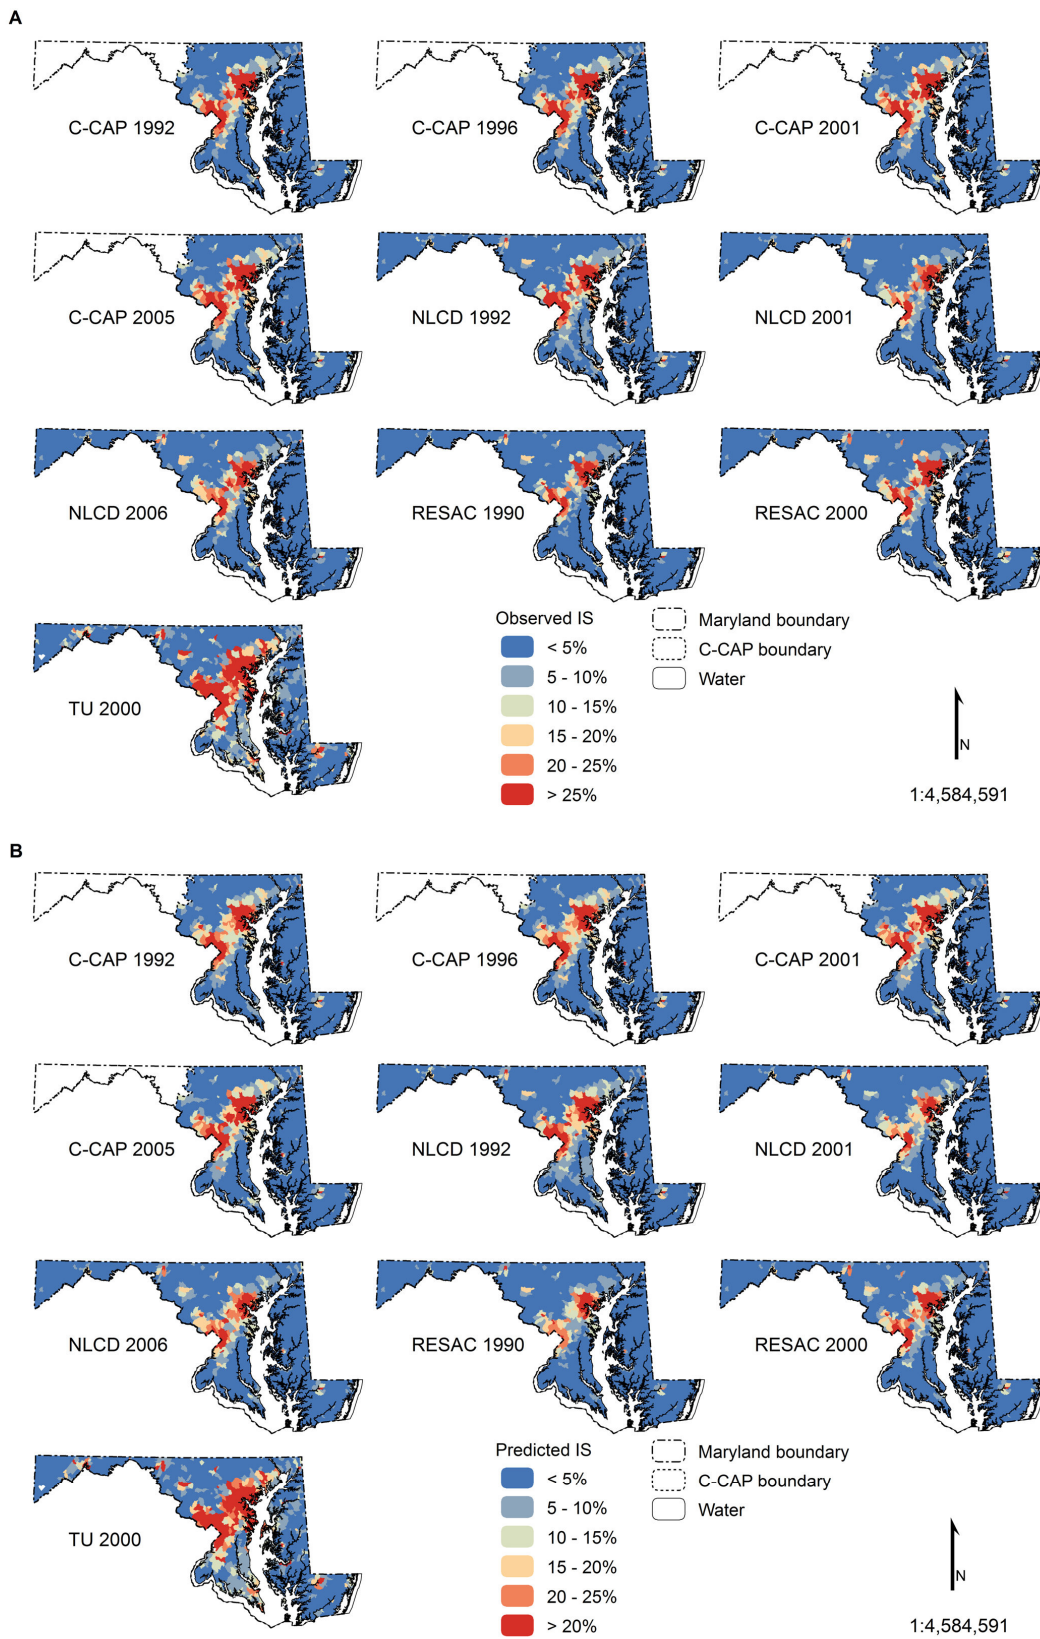 A
C-CAP 1992
C-CAP 1996
C-CAP 2001
C-CAP 2005
NLCD 1992
NLCD 2001
NLCD 2006
RESAC 1990
RESAC 2000
TU 2000
Observed IS
< 5%
5 - 10%
10 - 15%
15 - 20%
20 - 25%
> 25%
Maryland boundary
C-CAP boundary
Water
N
1:4,584,591
B
C-CAP 1992
C-CAP 1996
C-CAP 2001
C-CAP 2005
NLCD 1992
NLCD 2001
NLCD 2006
RESAC 1990
RESAC 2000
TU 2000
Predicted IS
< 5%
5 - 10%
10 - 15%
15 - 20%
20 - 25%
> 20%
Maryland boundary
C-CAP boundary
Water
N
1:4,584,591